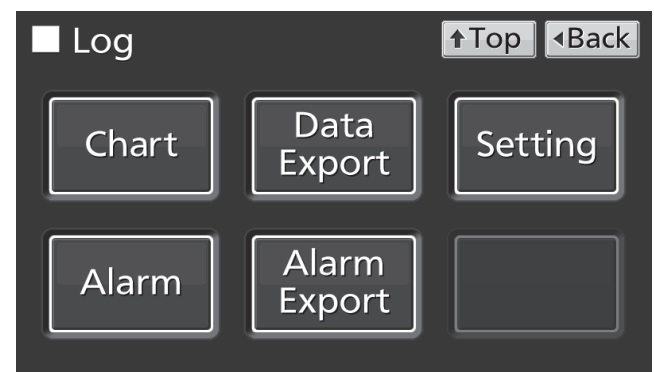 Log
↑Top
◂Back
Chart
Data
Export
Setting
Alarm
Alarm
Export